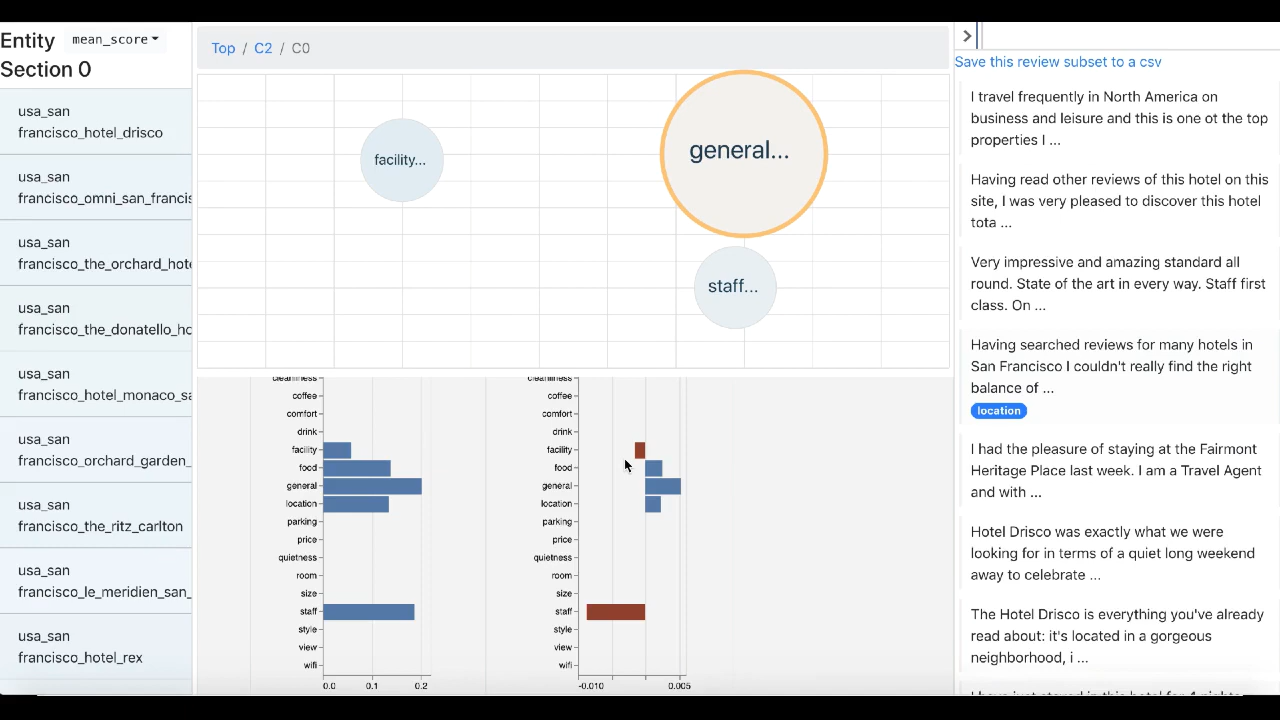 Entity mean_score
Section 0
usa_san
francisco_hotel_drisco
usa_san
francisco_omni_san_francis
usa_san
francisco_the_orchard_hote
usa_san
francisco_the_donatello_ho
usa_san
francisco_hotel_monaco_sa
usa_san
francisco_orchard_garden_
usa_san
francisco_the_ritz_carlton
usa_san
francisco_le_meridien_san_
usa_san
francisco_hotel_rex
Top / C2 / C0
facility...
general...
staff...
cleanliness
coffee
comfort
drink
facility
food
general
location
parking
price
quietness
room
size
staff
style
view
wifi
0.0 0.1 0.2
cleanliness
coffee
comfort
drink
facility
food
general
location
parking
price
quietness
room
size
staff
style
view
wifi
-0.010 0.005
Save this review subset to a csv
I travel frequently in North America on
business and leisure and this is one ot the top
properties I ...
Having read other reviews of this hotel on this
site, I was very pleased to discover this hotel
tota ...
Very impressive and amazing standard all
round. State of the art in every way. Staff first
class. On ...
Having searched reviews for many hotels in
San Francisco I couldn't really find the right
balance of ...
location
I had the pleasure of staying at the Fairmont
Heritage Place last week. I am a Travel Agent
and with ...
Hotel Drisco was exactly what we were
looking for in terms of a quiet long weekend
away to celebrate ...
The Hotel Drisco is everything you've already
read about: it's located in a gorgeous
neighborhood, i ...
I have just stayed in this hotel for 4 nights